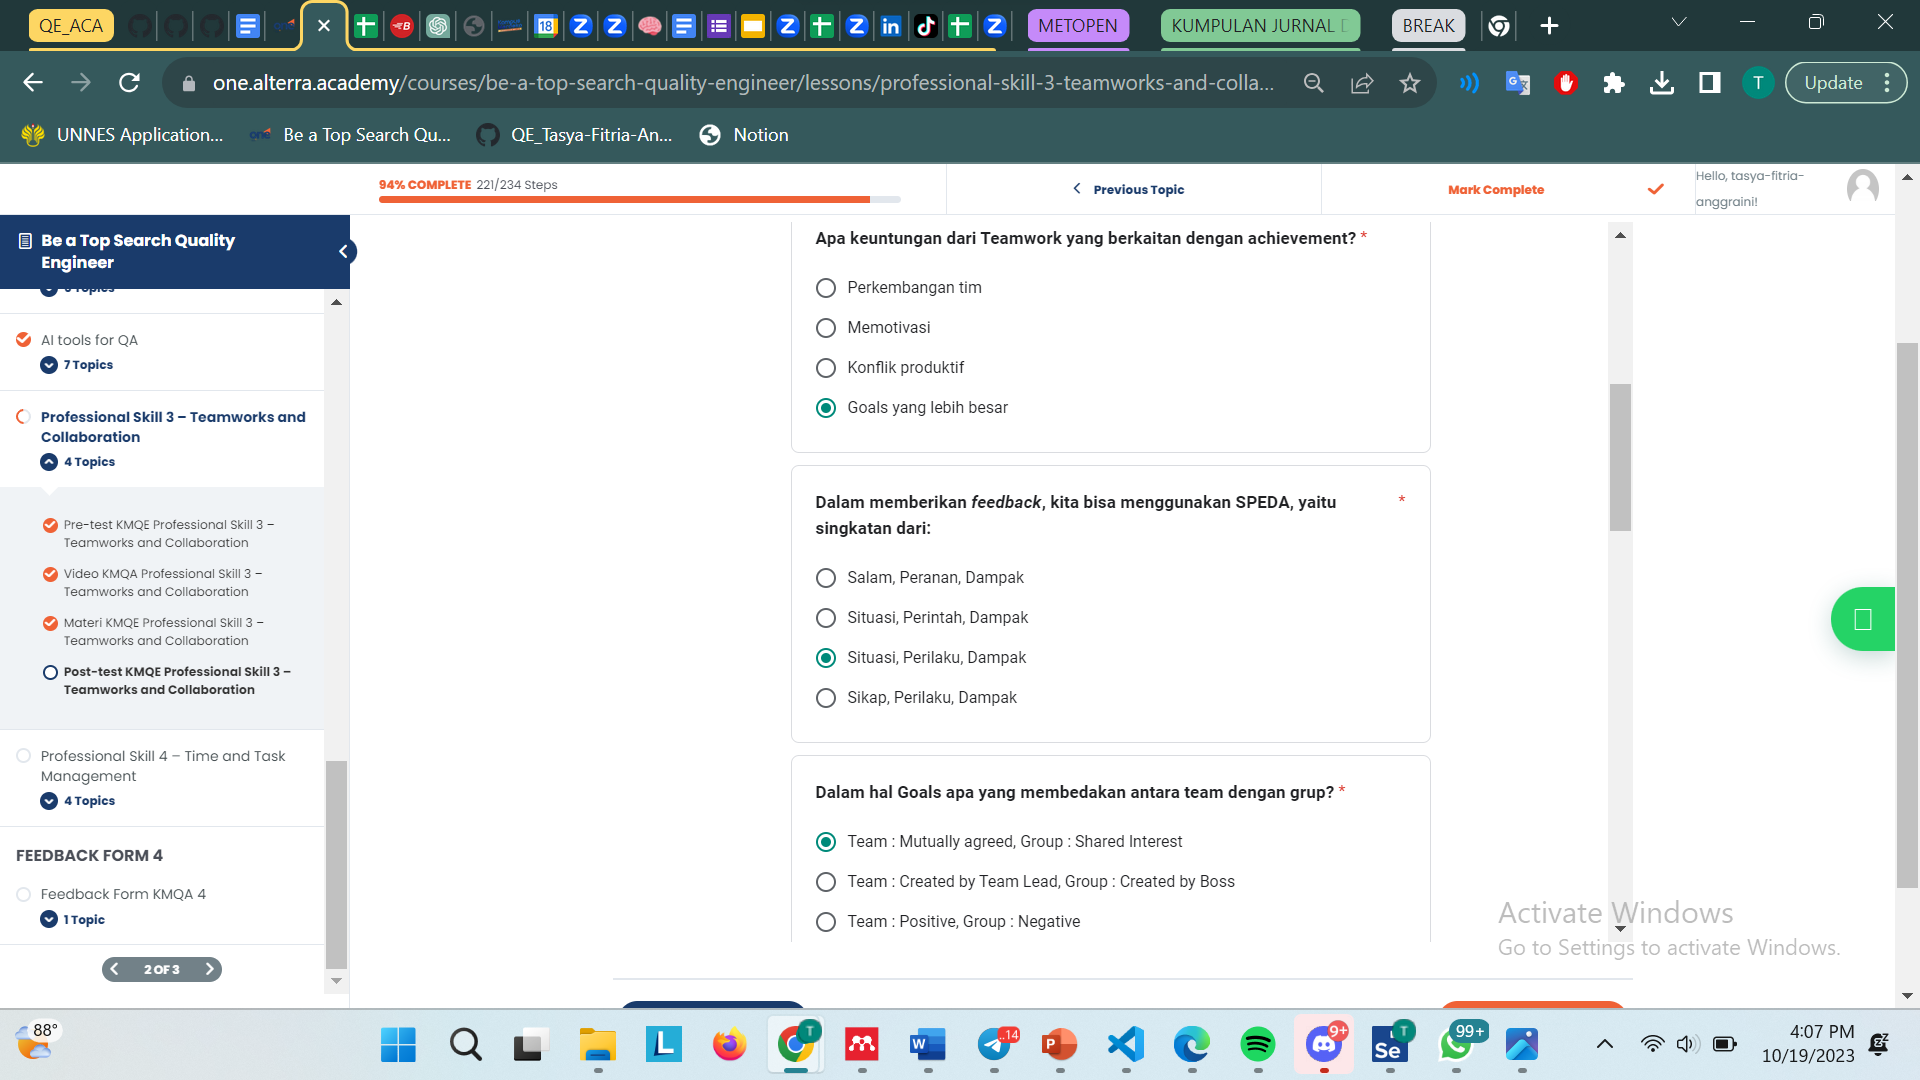 QE_ACA
METOPEN
KUMPULAN JURNAL
BREAK
one.alterra.academy/courses/be-a-top-search-quality-engineer/lessons/professional-skill-3-teamworks-and-colla...
T
Update
UNNES Application...
one
Be a Top Search Qu...
QE_Tasya-Fitria-An...
Notion
94% COMPLETE 221/234 Steps
Previous Topic
Mark Complete
Hello, tasya-fitria-
anggraini!
Be a Top Search Quality
Engineer
AI tools for QA
7 Topics
Professional Skill 3 – Teamworks and
Collaboration
4 Topics
Pre-test KMQE Professional Skill 3 –
Teamworks and Collaboration
Video KMQA Professional Skill 3 –
Teamworks and Collaboration
Materi KMQE Professional Skill 3 –
Teamworks and Collaboration
Post-test KMQE Professional Skill 3 –
Teamworks and Collaboration
Professional Skill 4 – Time and Task
Management
4 Topics
FEEDBACK FORM 4
Feedback Form KMQA 4
1 Topic
2 OF 3
Apa keuntungan dari Teamwork yang berkaitan dengan achievement? *
Perkembangan tim
Memotivasi
Konflik produktif
Goals yang lebih besar
Dalam memberikan feedback, kita bisa menggunakan SPEDA, yaitu *
singkatan dari:
Salam, Peranan, Dampak
Situasi, Perintah, Dampak
Situasi, Perilaku, Dampak
Sikap, Perilaku, Dampak
Dalam hal Goals apa yang membedakan antara team dengan grup? *
Team : Mutually agreed, Group : Shared Interest
Team : Created by Team Lead, Group : Created by Boss
Team : Positive, Group : Negative
Activate Windows
Go to Settings to activate Windows.
88°
14
9+
99+
4:07 PM
10/19/2023